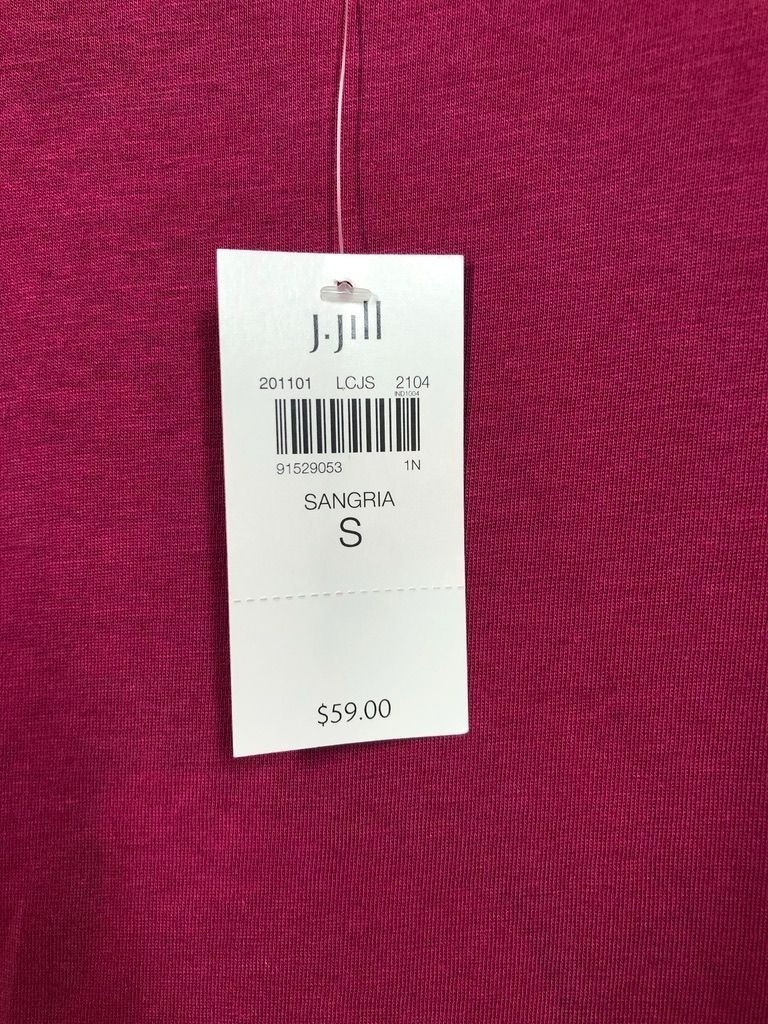 J.Jill
201101 LCJS 2104
IND1004
91529053 1N
SANGRIA
S
$59.00